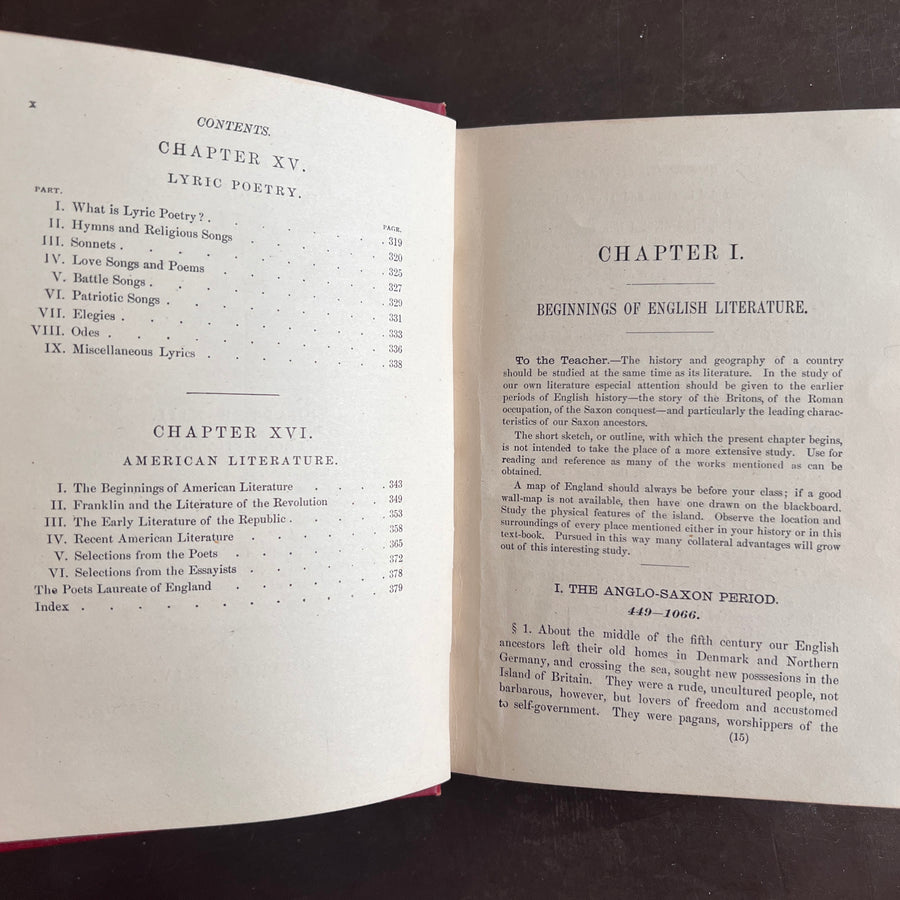 x
CONTENTS.
CHAPTER XV.
LYRIC POETRY.
PART. PAGE.
I. What is Lyric Poetry? . . . . . . 319
II. Hymns and Religious Songs . . . . . 320
III. Sonnets . . . . . . . . . 325
IV. Love Songs and Poems . . . . . . 327
V. Battle Songs . . . . . . . . 329
VI. Patriotic Songs . . . . . . . 331
VII. Elegies . . . . . . . . . 333
VIII. Odes . . . . . . . . . . 336
IX. Miscellaneous Lyrics . . . . . . 338
CHAPTER XVI.
AMERICAN LITERATURE.
I. The Beginnings of American Literature . . . . 343
II. Franklin and the Literature of the Revolution . . 349
III. The Early Literature of the Republic . . . . 353
IV. Recent American Literature . . . . . 358
V. Selections from the Poets . . . . . 365
VI. Selections from the Essayists . . . . . 372
The Poets Laureate of England . . . . . . 378
Index . . . . . . . . . . . 379
CHAPTER I.
BEGINNINGS OF ENGLISH LITERATURE.
To the Teacher.—The history and geography of a country
should be studied at the same time as its literature. In the study of
our own literature especial attention should be given to the earlier
periods of English history—the story of the Britons, of the Roman
occupation, of the Saxon conquest—and particularly the leading charac-
teristics of our Saxon ancestors.
The short sketch, or outline, with which the present chapter begins,
is not intended to take the place of a more extensive study. Use for
reading and reference as many of the works mentioned as can be
obtained.
A map of England should always be before your class; if a good
wall-map is not available, then have one drawn on the blackboard.
Study the physical features of the island. Observe the location and
surroundings of every place mentioned either in your history or in this
text-book. Pursued in this way many collateral advantages will grow
out of this interesting study.
I. THE ANGLO-SAXON PERIOD.
449—1066.
§ 1. About the middle of the fifth century our English
ancestors left their old homes in Denmark and Northern
Germany, and crossing the sea, sought new posssesions in the
Island of Britain. They were a rude, uncultured people, not
barbarous, however, but lovers of freedom and accustomed
to self-government. They were pagans, worshippers of the
(15)